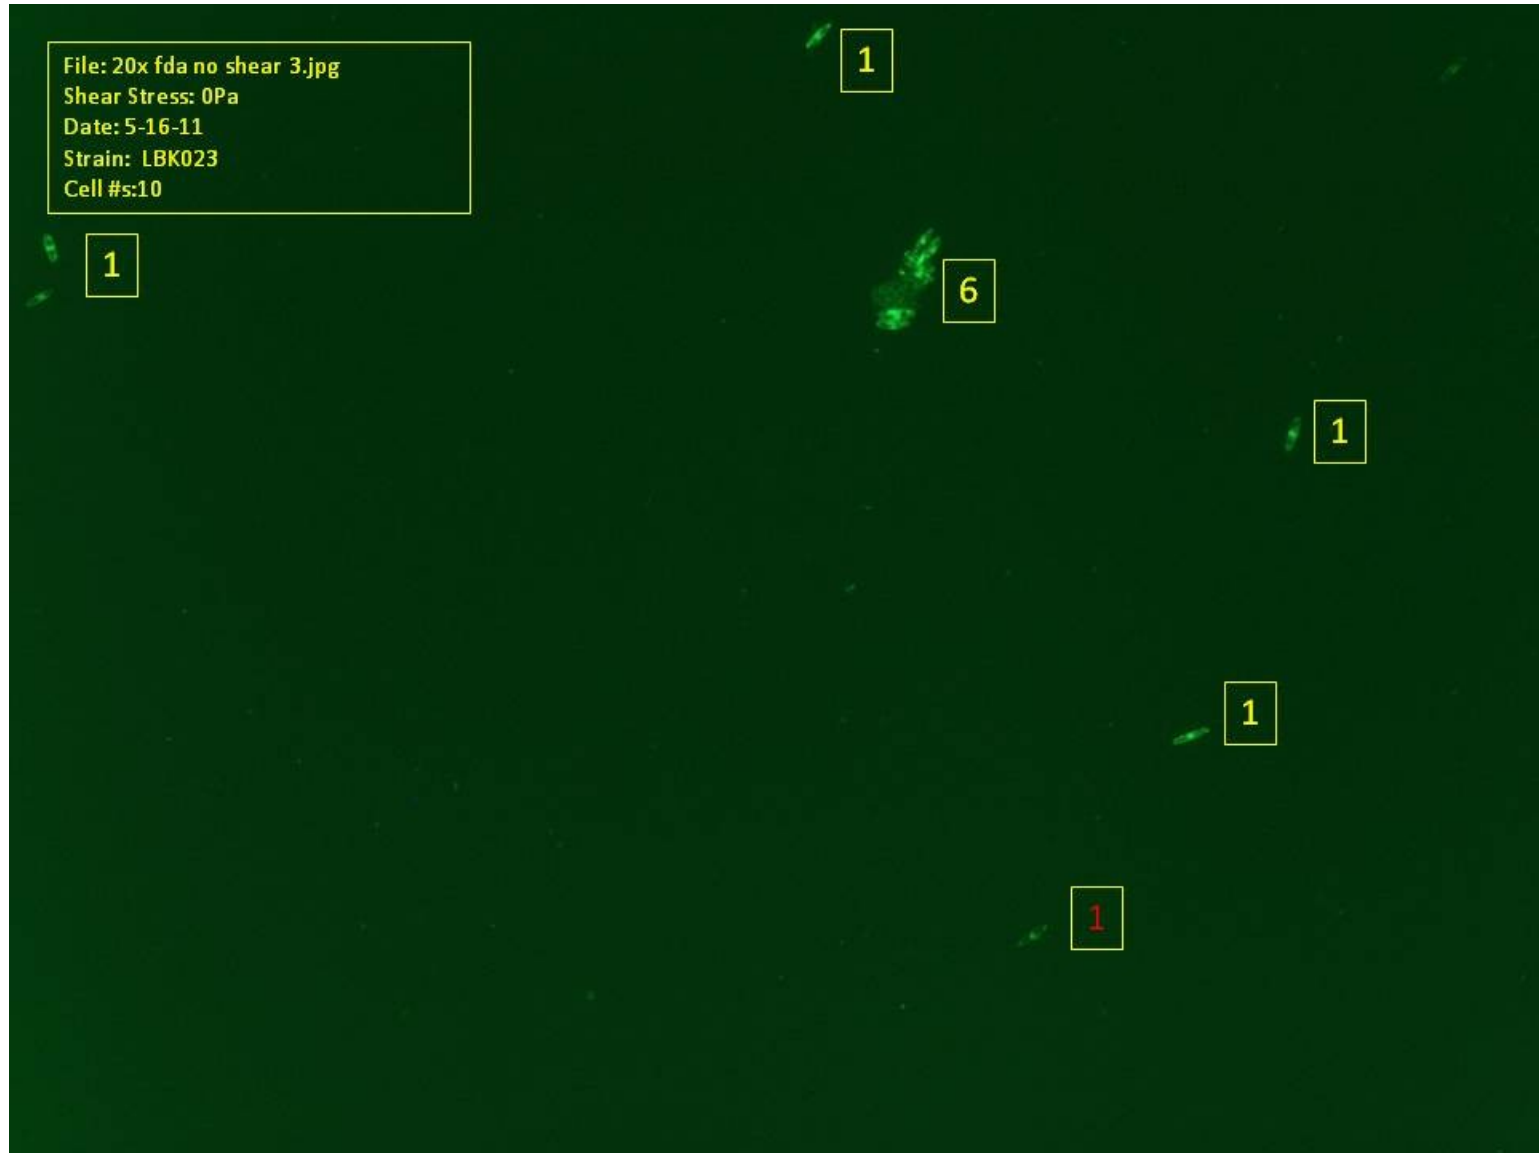 File: 20x fda no shear 3.jpg
Shear Stress: 0Pa
Date: 5-16-11
Strain:  LBK023
Cell #s:10
1
1
6
1
1
1